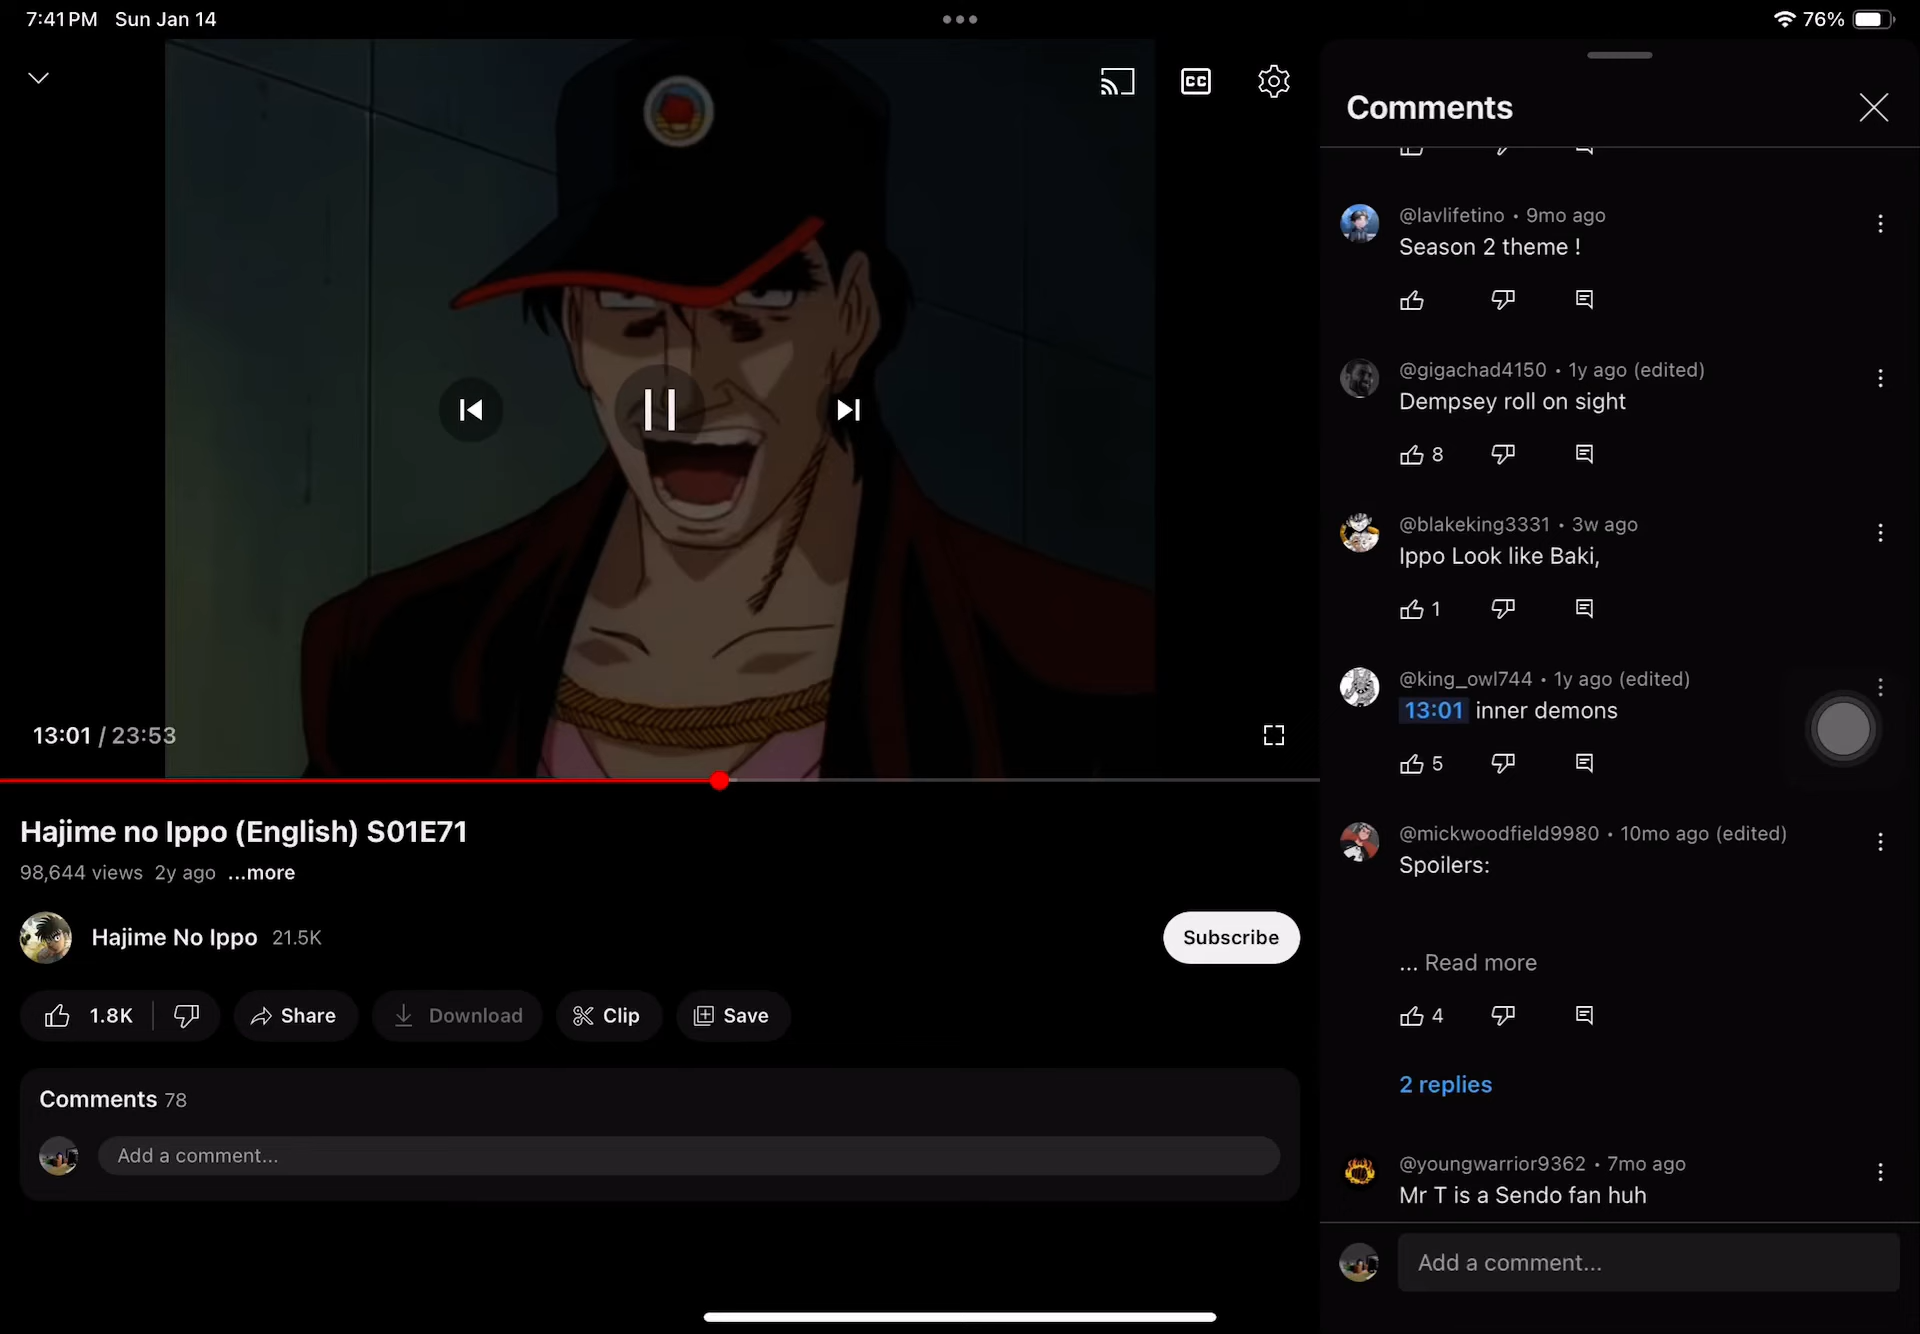 7:41 PM Sun Jan 14
76%
CC
13:01 / 23:53
Hajime no Ippo (English) S01E71
98,644 views 2y ago ...more
Hajime No Ippo 21.5K
Subscribe
1.8K
Share
Download
Clip
Save
Comments 78
Add a comment...
Comments
@lavlifetino • 9mo ago
Season 2 theme !
@gigachad4150 • 1y ago (edited)
Dempsey roll on sight
8
@blakeking3331 • 3w ago
Ippo Look like Baki,
1
@king_owl744 • 1y ago (edited)
13:01 inner demons
5
@mickwoodfield9980 • 10mo ago (edited)
Spoilers:
... Read more
4
2 replies
@youngwarrior9362 • 7mo ago
Mr T is a Sendo fan huh
Add a comment...